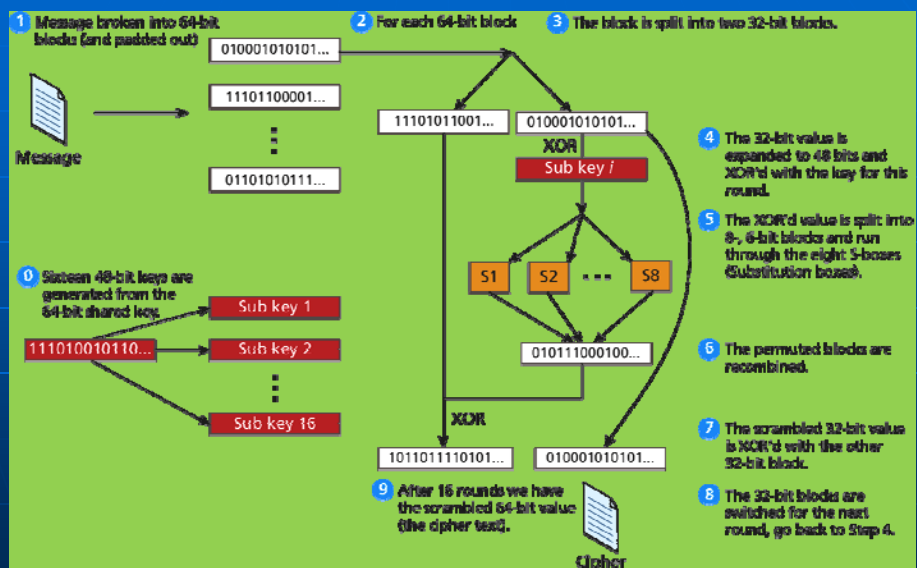 1 Message broken into 64-bit
blocks (and padded out)
2 For each 64-bit block
3 The block is split into two 32-bit blocks.
010001010101...
11101100001...
01101010111...
Message
11101011001...
010001010101...
XOR
Sub key i
4 The 32-bit value is
expanded to 48 bits and
XOR'd with the key for this
round.
5 The XOR'd value is split into
8-, 6-bit blocks and run
through the eight S-boxes
(Substitution boxes).
S1
S2
S8
0 Sixteen 48-bit keys are
generated from the
64-bit shared key.
111010010110...
Sub key 1
Sub key 2
Sub key 16
010111000100...
6 The permuted blocks are
recombined.
XOR
7 The scrambled 32-bit value
is XOR'd with the other
32-bit block.
1011011110101...
010001010101...
8 The 32-bit blocks are
switched for the next
round, go back to Step 4.
9 After 16 rounds we have
the scrambled 64-bit value
(the cipher text).
Cipher